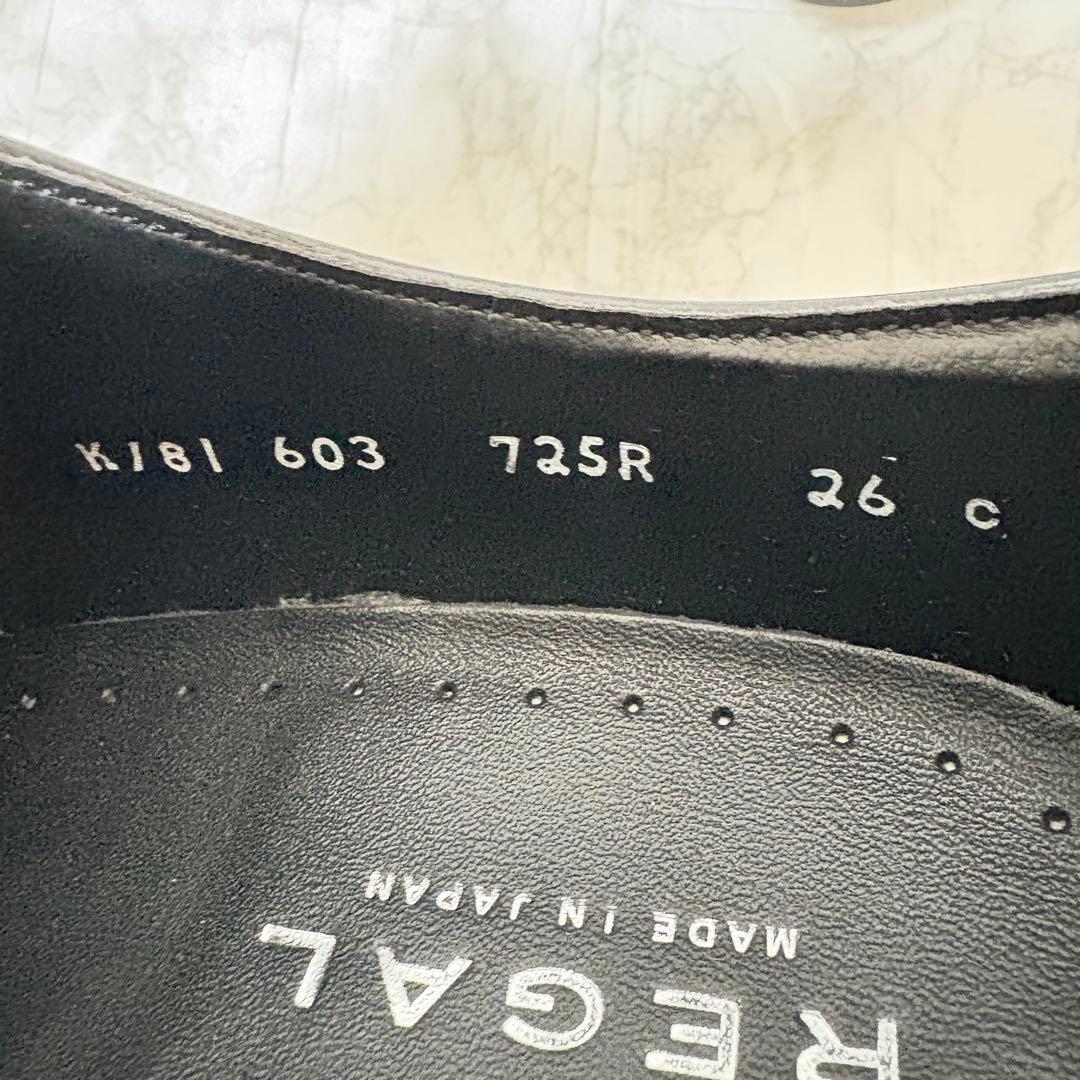 K181 603 725R 26 C
REGAL
MADE IN JAPAN